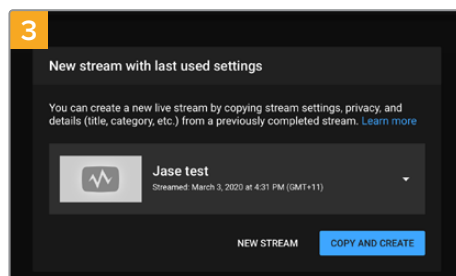 3
New stream with last used settings
You can create a new live stream by copying stream settings, privacy, and
details (title, category, etc.) from a previously completed stream. Learn more
Jase test
Streamed: March 3, 2020 at 4:31 PM (GMT+11)
NEW STREAM COPY AND CREATE